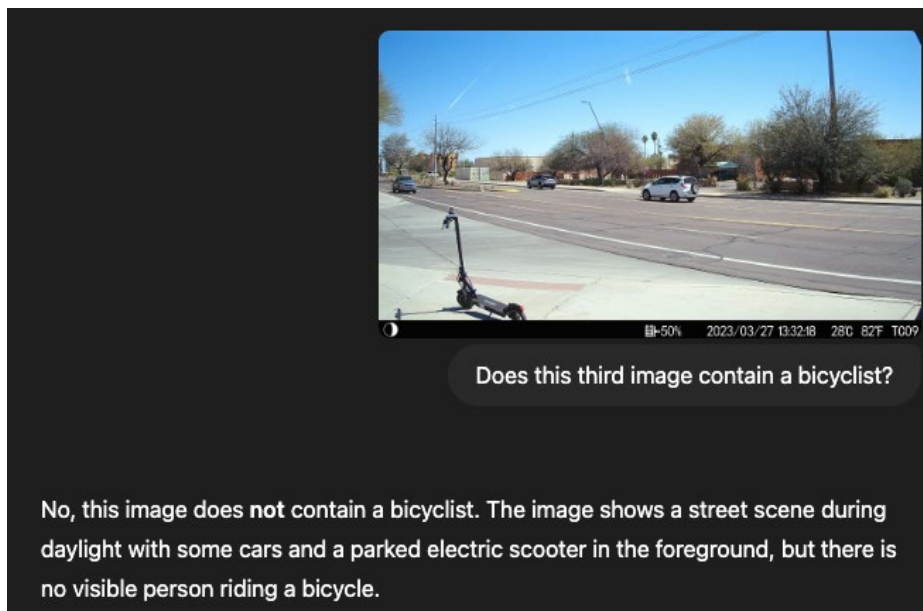 50% 2023/03/27 13:32:18 28C 82°F T009
Does this third image contain a bicyclist?
No, this image does not contain a bicyclist. The image shows a street scene during
daylight with some cars and a parked electric scooter in the foreground, but there is
no visible person riding a bicycle.